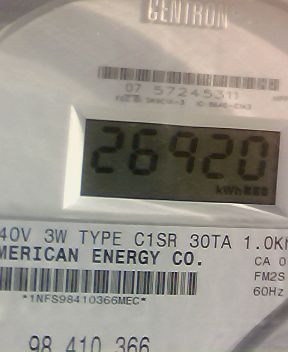 CENTRON
07 57245311
26920
kWh
40V 3W TYPE C1SR 30TA 1.0Kh
MERICAN ENERGY CO.
CA 0
FM2S
60Hz
*1NFS98410366MEC*
98 410 366